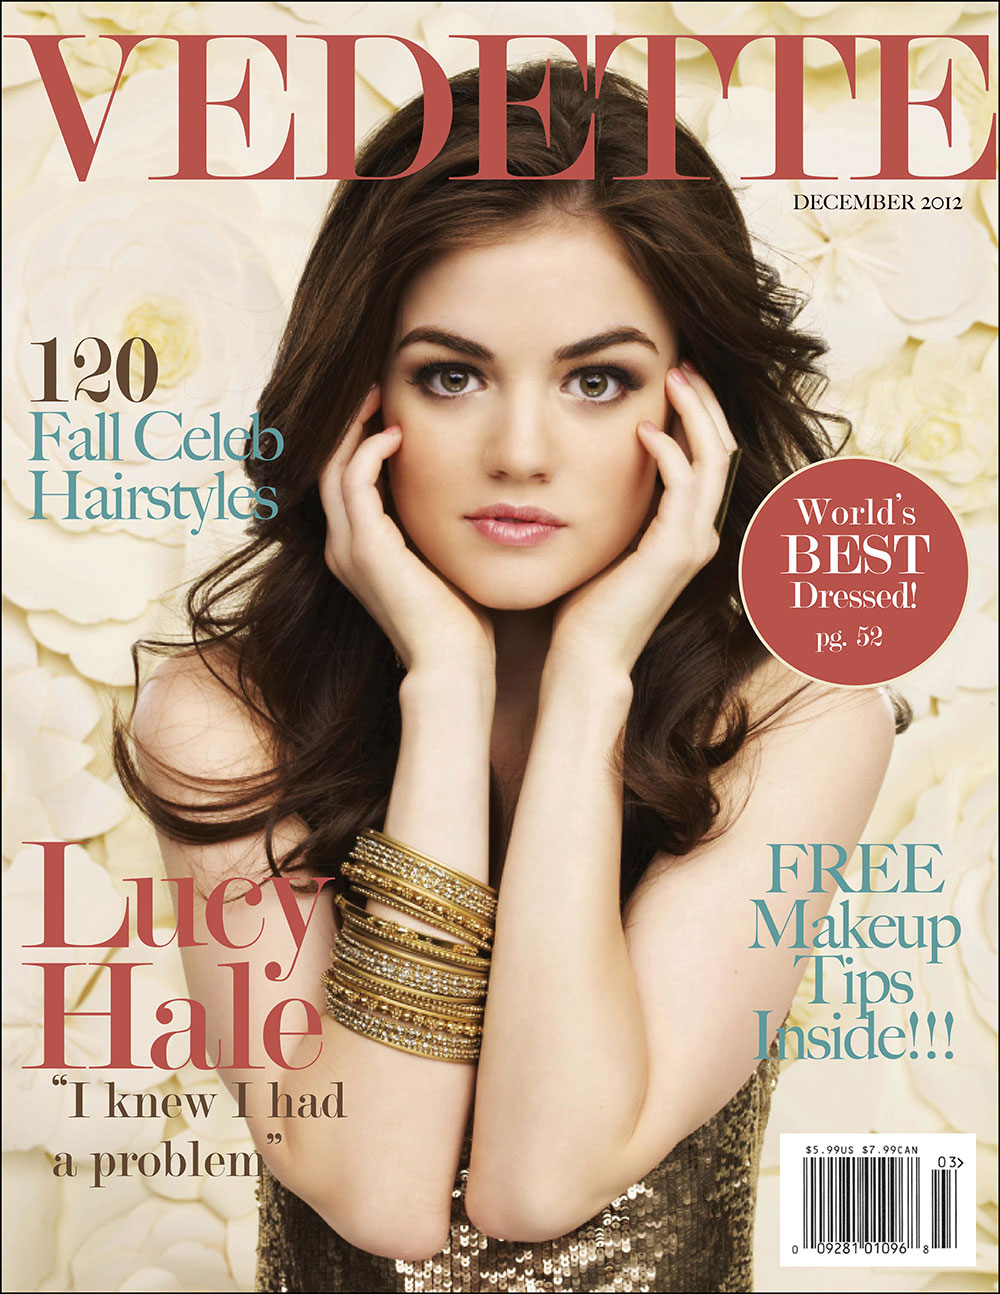 VEDETTE
DECEMBER 2012
120
Fall Celeb
Hairstyles
World's
BEST
Dressed!
pg. 52
Lucy
Hale
“I knew I had
a problem”
FREE
Makeup
Tips
Inside!!!
$5.99US $7.99CAN
03>
0 09281 01096 8